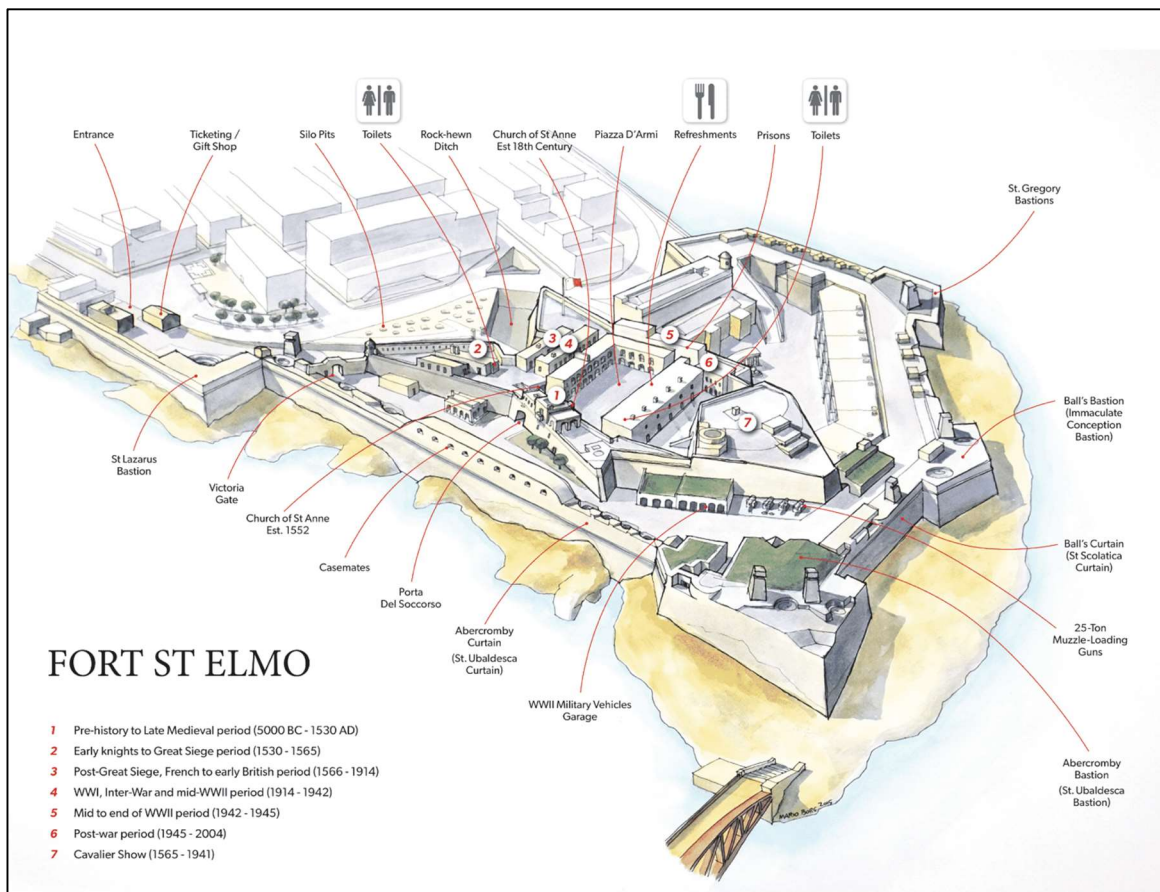 Entrance
Ticketing /
Gift Shop
Silo Pits
Toilets
Rock-hewn
Ditch
Church of St Anne
Est 18th Century
Piazza D'Armi
Refreshments
Prisons
Toilets
St. Gregory
Bastions
3
4
5
2
6
1
7
Ball's Bastion
(Immaculate
Conception
Bastion)
St Lazarus
Bastion
Victoria
Gate
Church of St Anne
Est. 1552
Casemates
Porta
Del Soccorso
Abercromby
Curtain
(St. Ubaldesca
Curtain)
WWII Military Vehicles
Garage
Ball's Curtain
(St Scolatica
Curtain)
25-Ton
Muzzle-Loading
Guns
Abercromby
Bastion
(St. Ubaldesca
Bastion)
FORT ST ELMO
1 Pre-history to Late Medieval period (5000 BC - 1530 AD)
2 Early knights to Great Siege period (1530 - 1565)
3 Post-Great Siege, French to early British period (1566 - 1914)
4 WWI, Inter-War and mid-WWII period (1914 - 1942)
5 Mid to end of WWII period (1942 - 1945)
6 Post-war period (1945 - 2004)
7 Cavalier Show (1565 - 1941)